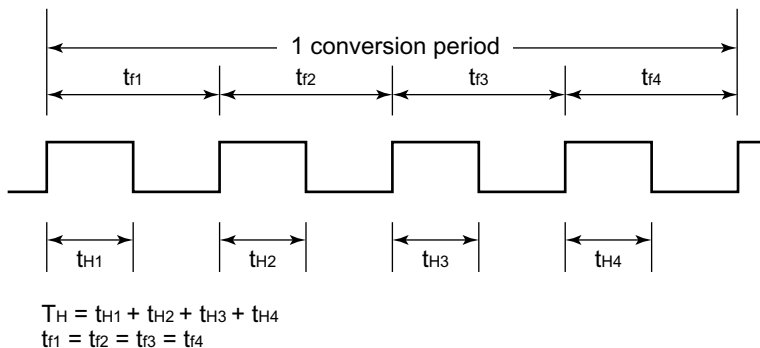 1 conversion period
tf1 tf2 tf3 tf4
tH1 tH2 tH3 tH4
TH = tH1 + tH2 + tH3 + tH4
tf1 = tf2 = tf3 = tf4